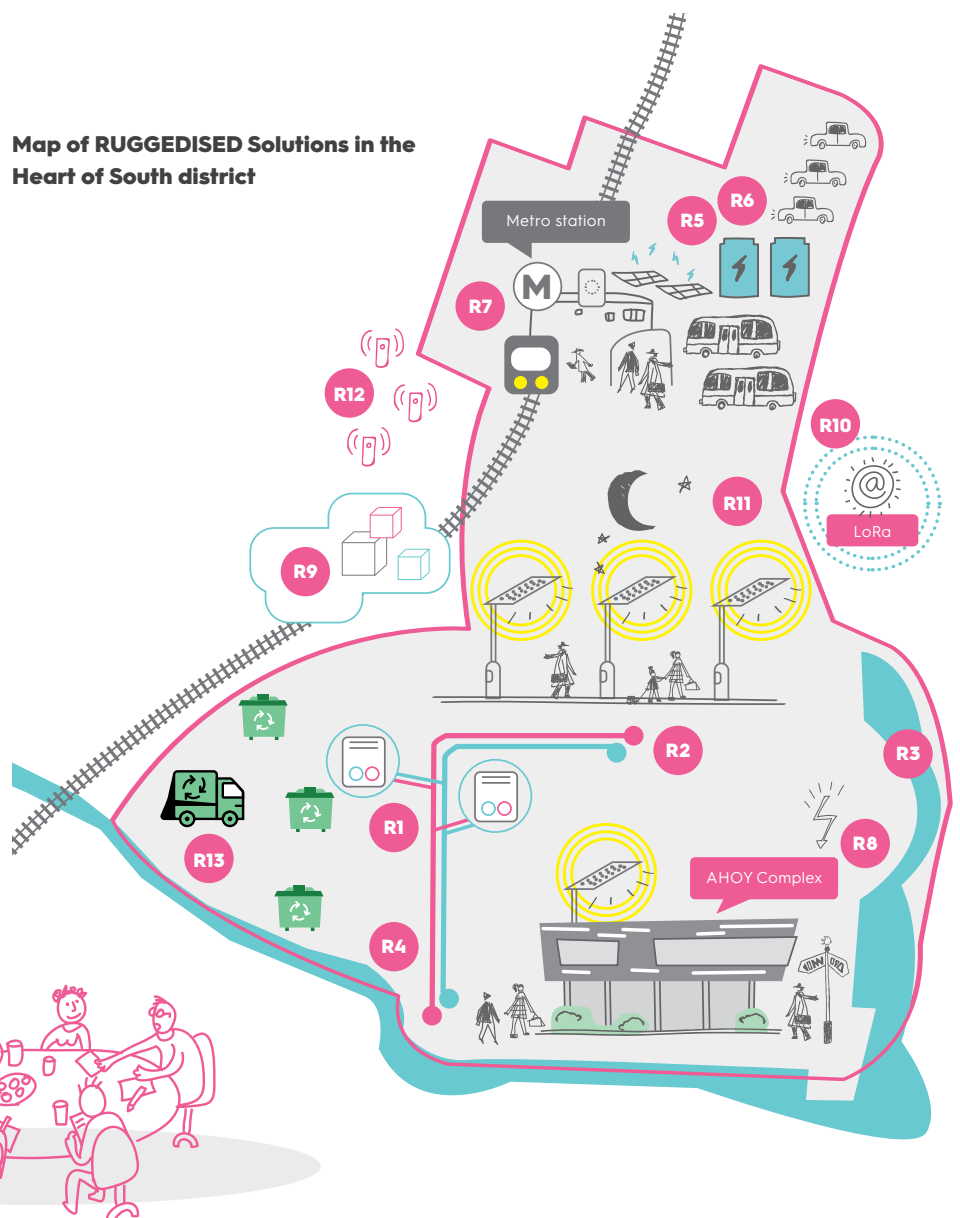 Map of RUGGEDISED Solutions in the
Heart of South district
R6
R5
Metro station
M
R7
R12
R10
@
LoRa
R11
R9
R2
R3
R1
R8
R13
AHOY Complex
R4